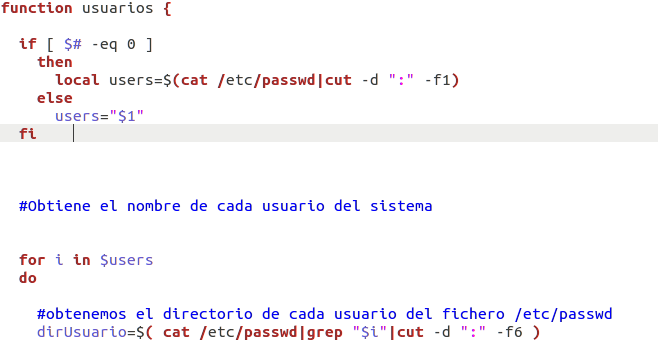 function usuarios {
if [ $# -eq 0 ]
then
local users=$(cat /etc/passwd|cut -d ":" -f1)
else
users="$1"
fi
#Obtiene el nombre de cada usuario del sistema
for i in $users
do
#obtenemos el directorio de cada usuario del fichero /etc/passwd
dirUsuario=$( cat /etc/passwd|grep "$i"|cut -d ":" -f6 )